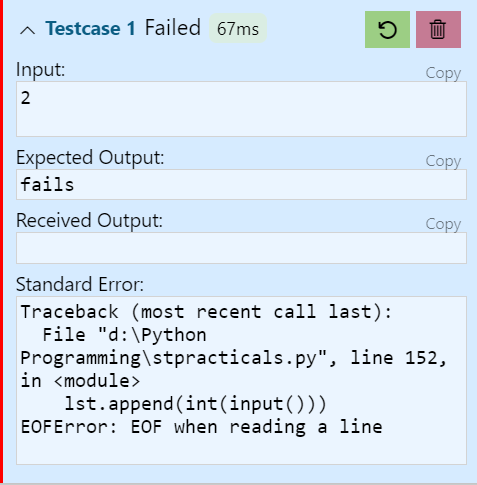 Testcase 1 Failed 67ms
Input:
Copy
2
Expected Output:
Copy
fails
Received Output:
Copy
Standard Error:
Traceback (most recent call last):
  File "d:\Python
Programming\stpracticals.py", line 152,
in <module>
    lst.append(int(input()))
EOFError: EOF when reading a line